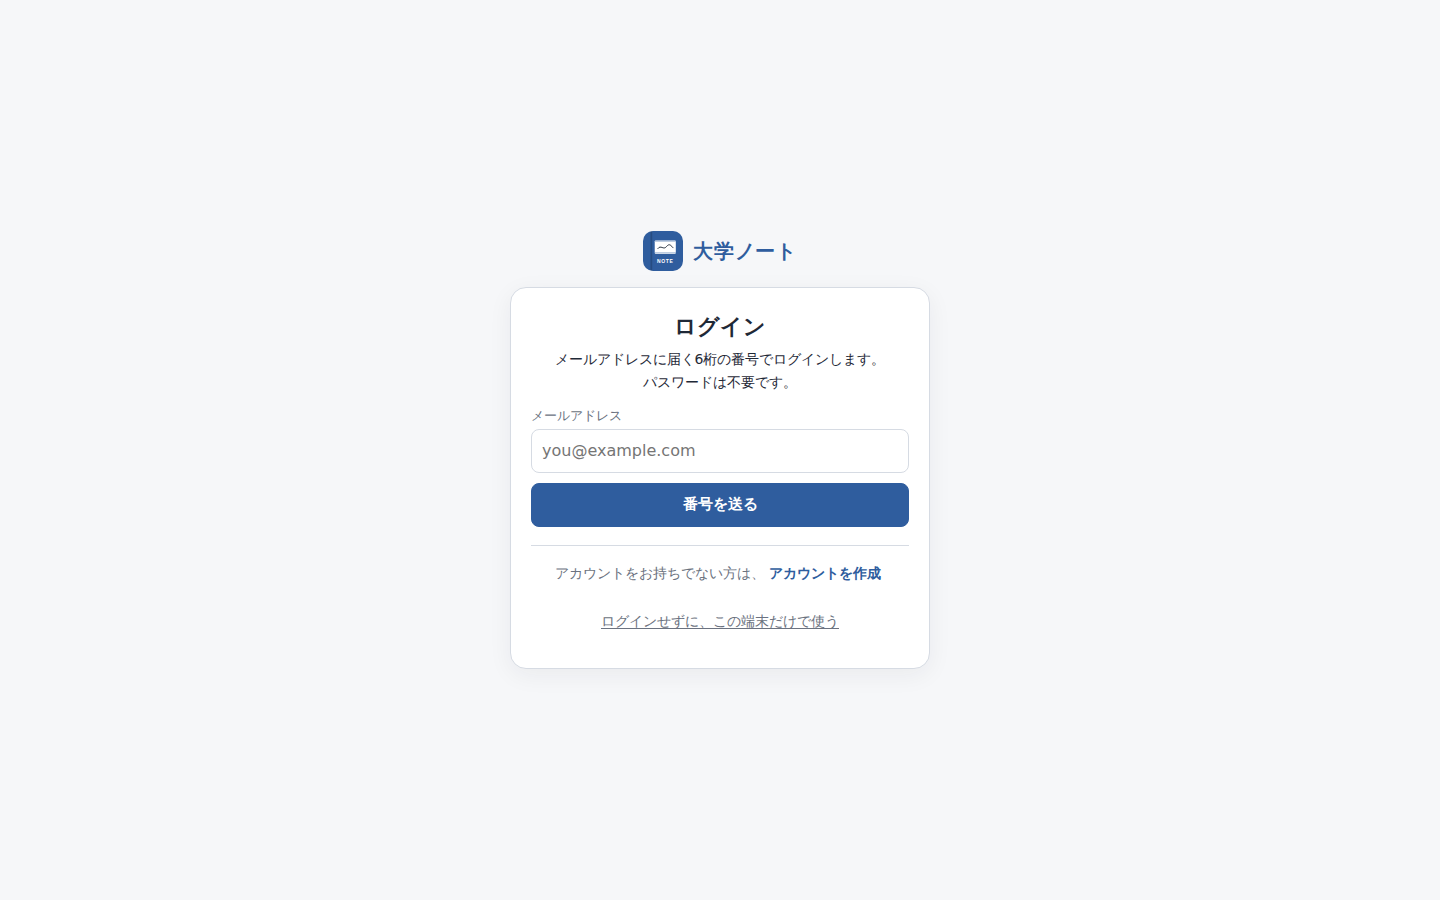 NOTE
大学ノート
ログイン
メールアドレスに届く6桁の番号でログインします。
パスワードは不要です。
メールアドレス
you@example.com
番号を送る
アカウントをお持ちでない方は、 アカウントを作成
ログインせずに、この端末だけで使う